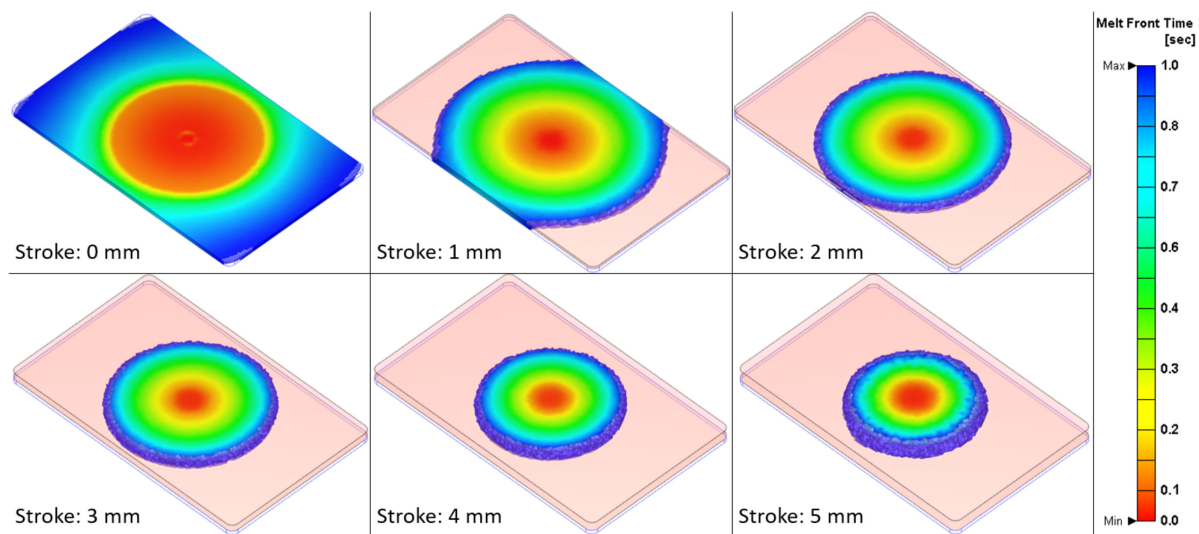 Stroke: 0 mm
Stroke: 1 mm
Stroke: 2 mm
Stroke: 3 mm
Stroke: 4 mm
Stroke: 5 mm
Melt Front Time
[sec]
Max 1.0
0.9
0.8
0.7
0.6
0.5
0.4
0.3
0.2
0.1
Min 0.0